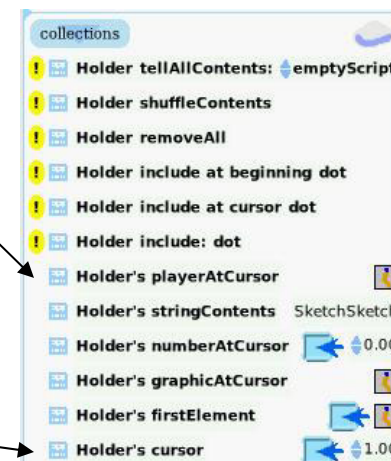 collections
! Holder tellAllContents: emptyScript
! Holder shuffleContents
! Holder removeAll
! Holder include at beginning dot
! Holder include at cursor dot
! Holder include: dot
Holder's playerAtCursor
Holder's stringContents SketchSketch
Holder's numberAtCursor 0.00
Holder's graphicAtCursor
Holder's firstElement
Holder's cursor 1.00